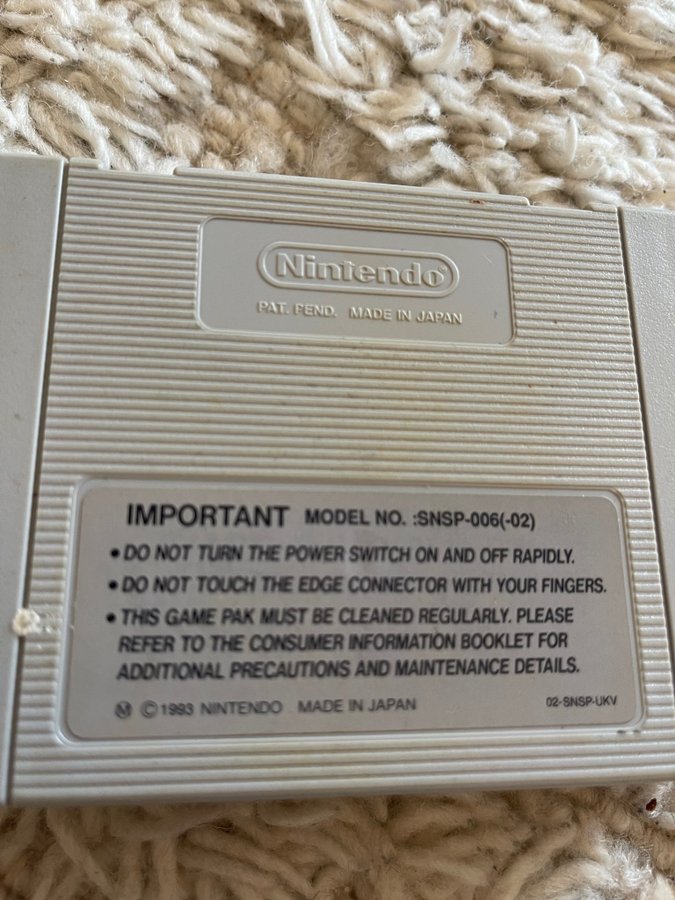 Nintendo®
PAT. PEND. MADE IN JAPAN
IMPORTANT MODEL NO. :SNSP-006(-02)
• DO NOT TURN THE POWER SWITCH ON AND OFF RAPIDLY.
• DO NOT TOUCH THE EDGE CONNECTOR WITH YOUR FINGERS.
• THIS GAME PAK MUST BE CLEANED REGULARLY. PLEASE
REFER TO THE CONSUMER INFORMATION BOOKLET FOR
ADDITIONAL PRECAUTIONS AND MAINTENANCE DETAILS.
Ⓜ ©1993 NINTENDO MADE IN JAPAN 02-SNSP-UKV